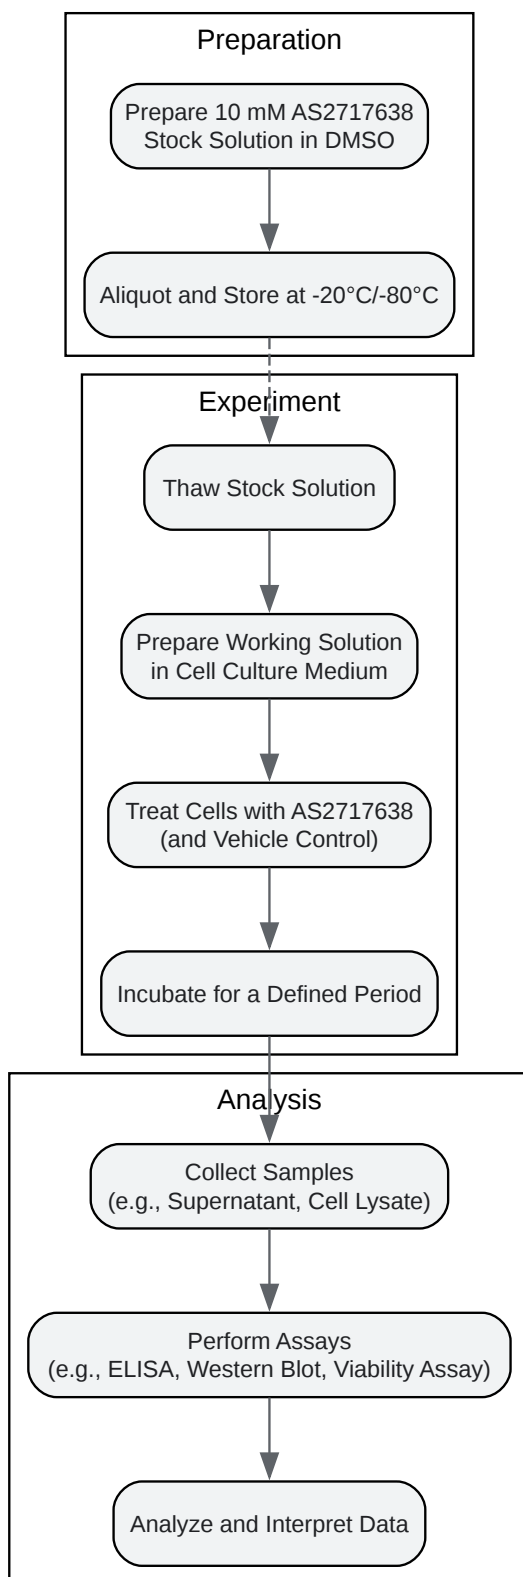 Preparation
Prepare 10 mM AS2717638
Stock Solution in DMSO
Aliquot and Store at -20°C/-80°C
Experiment
Thaw Stock Solution
Prepare Working Solution
in Cell Culture Medium
Treat Cells with AS2717638
(and Vehicle Control)
Incubate for a Defined Period
Analysis
Collect Samples
(e.g., Supernatant, Cell Lysate)
Perform Assays
(e.g., ELISA, Western Blot, Viability Assay)
Analyze and Interpret Data